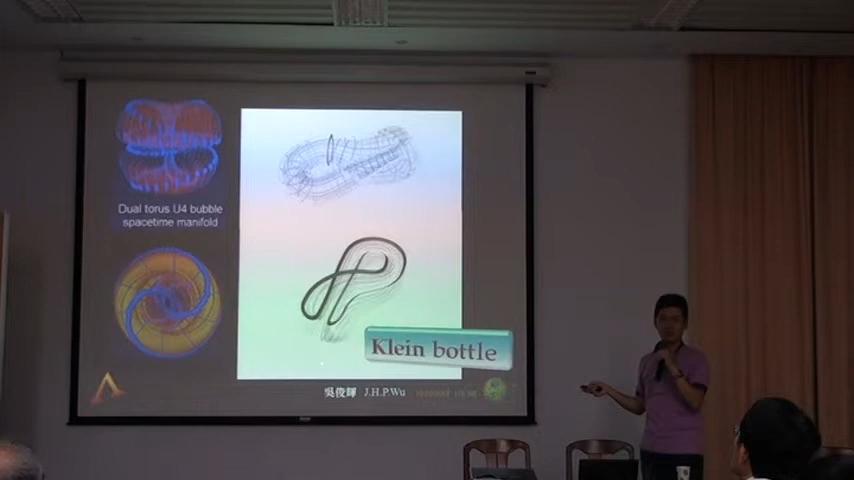 Dual torus U4 bubble
spacetime manifold
Klein bottle
吳俊輝 J.H.P.Wu